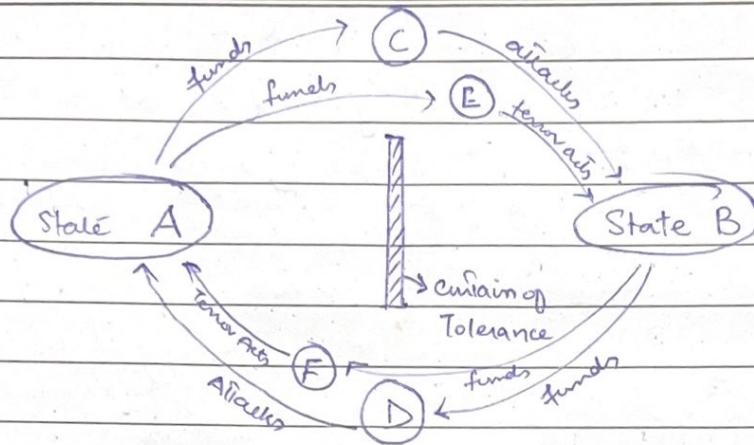 C
attacks
funds
funds
E
terror acts
State A
State B
curtain of
Tolerance
Terror Acts
F
funds
funds
Attacks
D